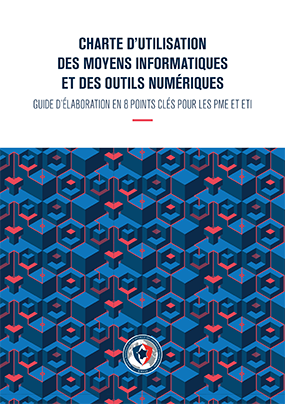 CHARTE D'UTILISATION
DES MOYENS INFORMATIQUES
ET DES OUTILS NUMÉRIQUES
GUIDE D'ÉLABORATION EN 8 POINTS CLÉS POUR LES PME ET ETI